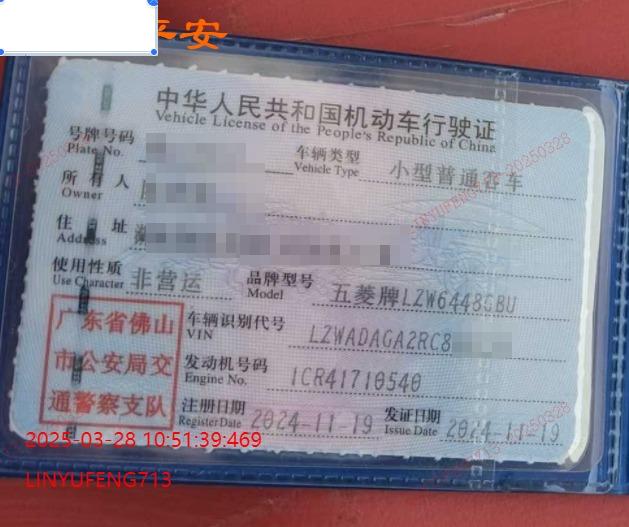 平安
中华人民共和国机动车行驶证
Vehicle License of the People's Republic of China
号牌号码
Plate No.
车辆类型 小型普通客车
Vehicle Type
所有人
Owner
住址
Address
使用性质 非营运
Use Character
品牌型号 五菱牌LZW6448GBU
Model
车辆识别代号 LZWADAGA2RC8
VIN
发动机号码 1CR41710540
Engine No.
注册日期 2024-11-19
Register Date
发证日期 2024-11-19
Issue Date
广东省佛山
市公安局交
通警察支队
2025-03-28 10:51:39:469
LINYUFENG713
LINYUFENG713 20250328